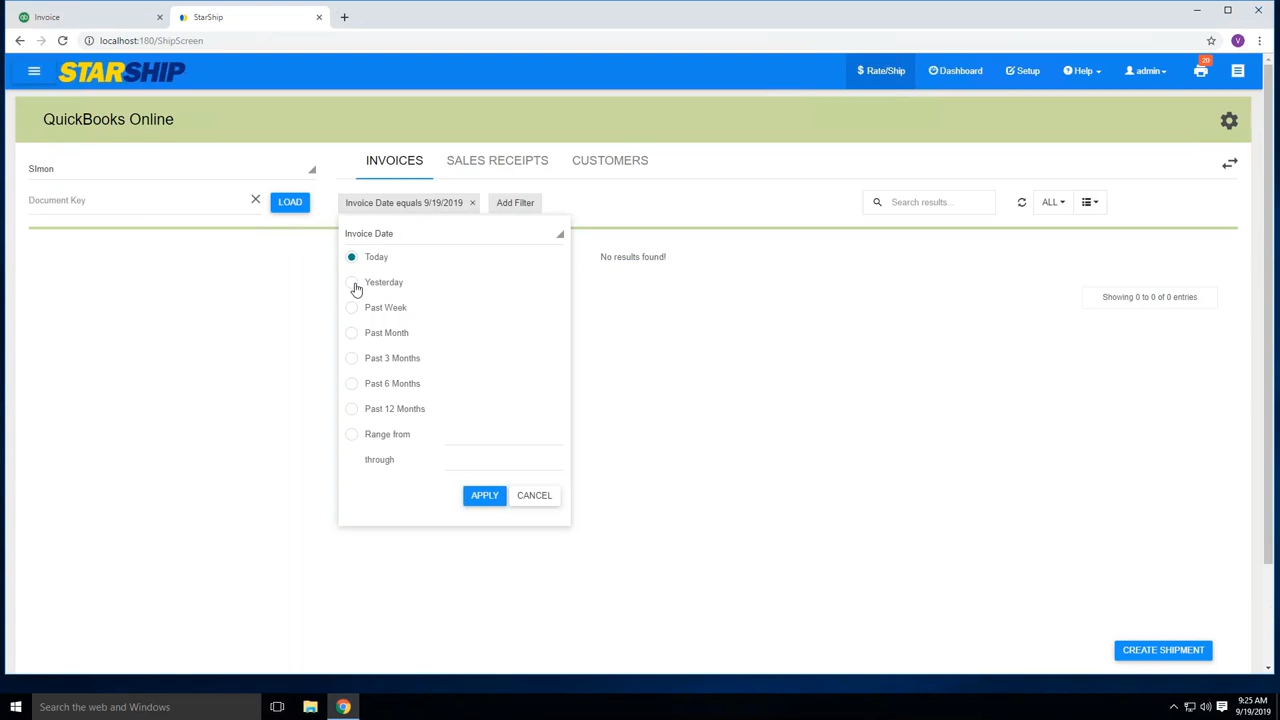 Invoice
StarShip
localhost:180/ShipScreen
V
STARSHIP
$ Rate/Ship
Dashboard
Setup
Help
admin
20
QuickBooks Online
SImon
INVOICES
SALES RECEIPTS
CUSTOMERS
Document Key
LOAD
Invoice Date equals 9/19/2019
Add Filter
Search results...
ALL
Invoice Date
Today
No results found!
Yesterday
Past Week
Showing 0 to 0 of 0 entries
Past Month
Past 3 Months
Past 6 Months
Past 12 Months
Range from
through
APPLY
CANCEL
CREATE SHIPMENT
Search the web and Windows
9:25 AM
9/19/2019